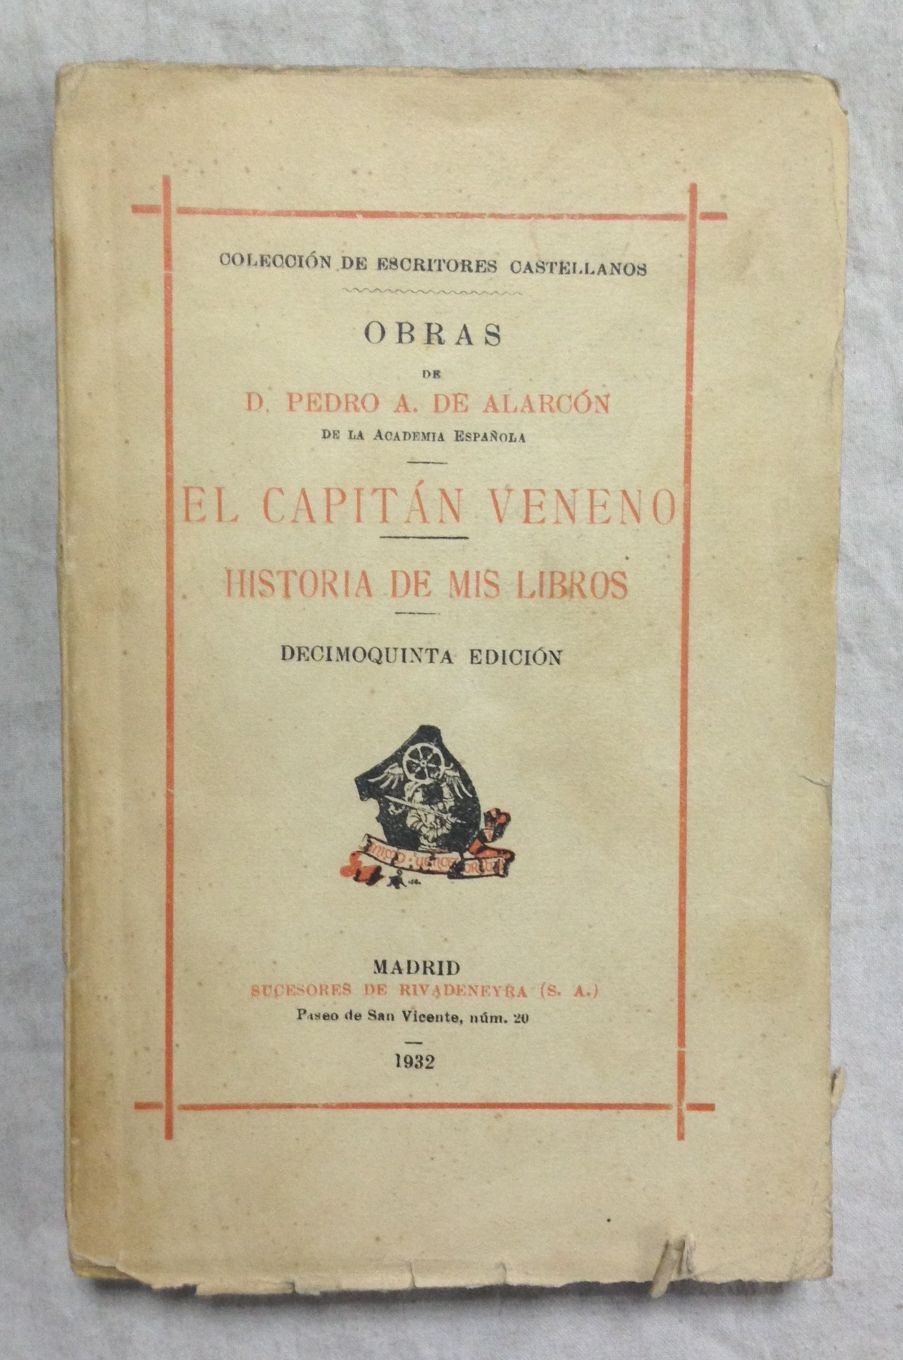 COLECCIÓN DE ESCRITORES CASTELLANOS
OBRAS
DE
D. PEDRO A. DE ALARCÓN
DE LA ACADEMIA ESPAÑOLA
EL CAPITÁN VENENO
HISTORIA DE MIS LIBROS
DECIMOQUINTA EDICIÓN
MADRID
SUCESORES DE RIVADENEYRA (S. A.)
Paseo de San Vicente, núm. 20
1932